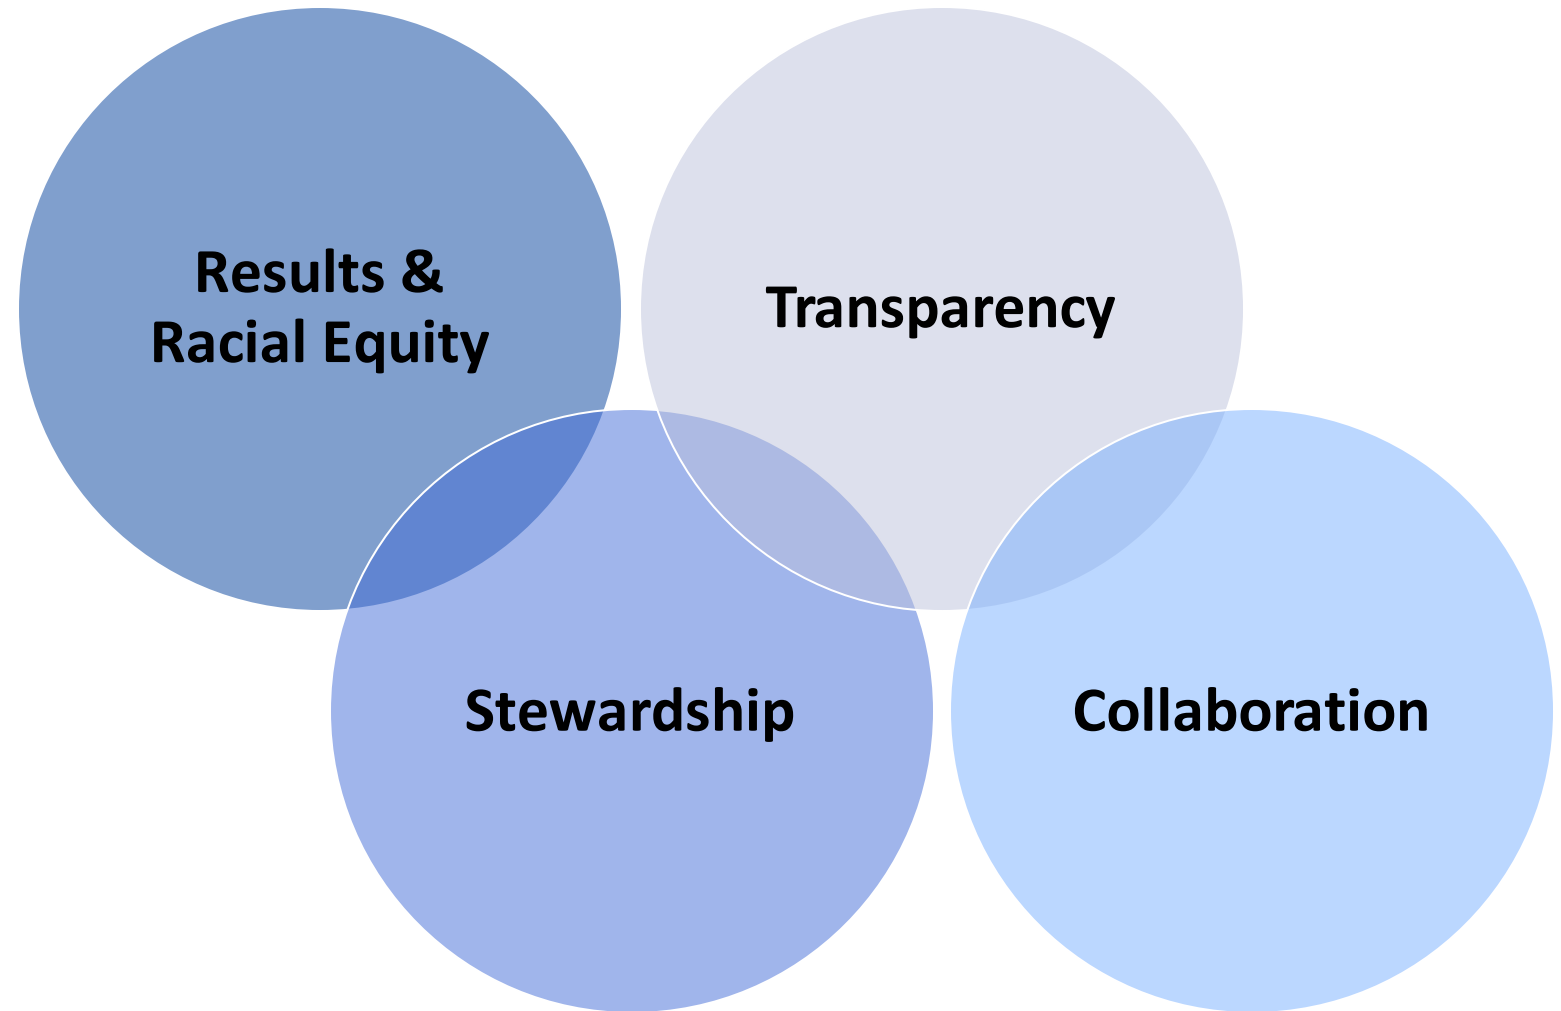 Results &
Racial Equity
Transparency
Stewardship
Collaboration